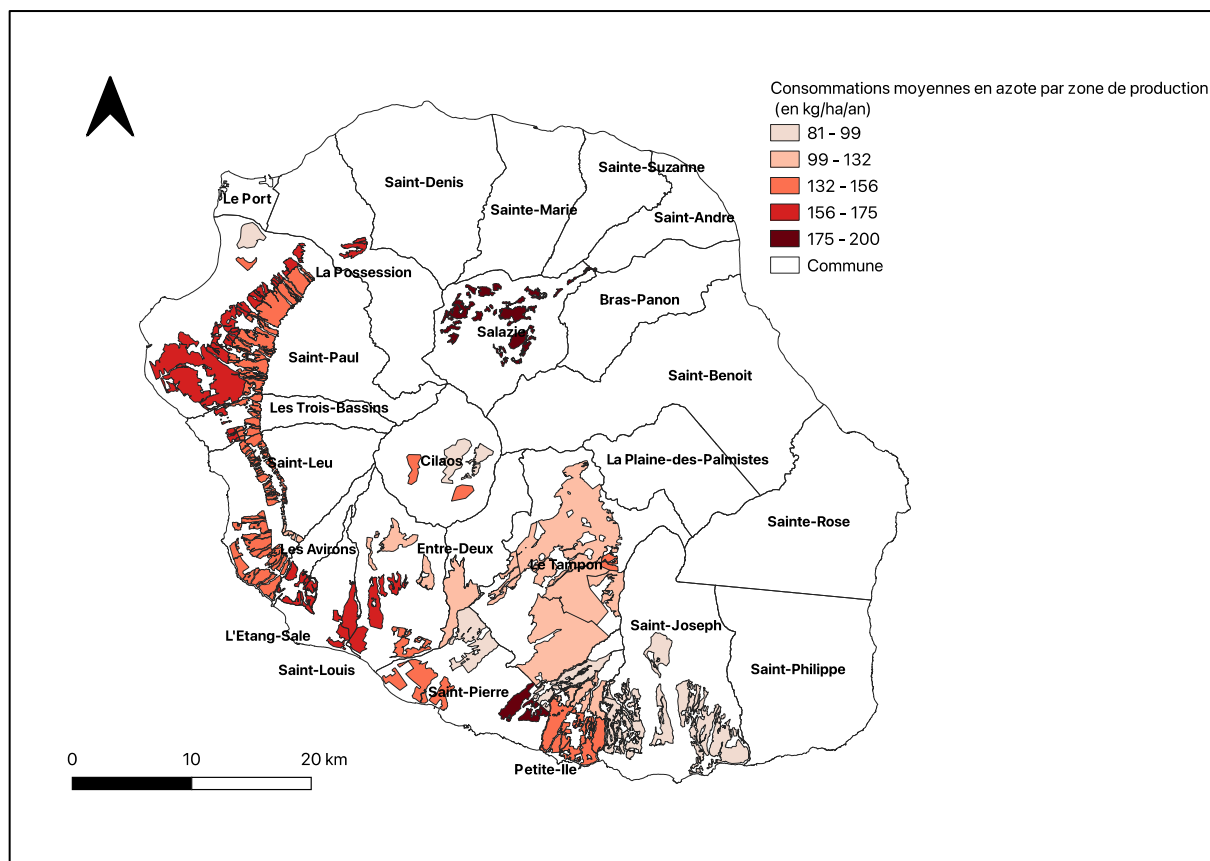 Consommations moyennes en azote par zone de production
(en kg/ha/an)
81 - 99
99 - 132
132 - 156
156 - 175
175 - 200
Commune
Sainte-Suzanne
Saint-Denis
Le Port
Sainte-Marie
Saint-Andre
La Possession
Bras-Panon
Salazie
Saint-Paul
Saint-Benoit
Les Trois-Bassins
Saint-Leu
Cilaos
La Plaine-des-Palmistes
Sainte-Rose
Les Avirons
Entre-Deux
Le Tampon
L'Etang-Sale
Saint-Joseph
Saint-Louis
Saint-Pierre
Saint-Philippe
Petite-Ile
0
10
20 km